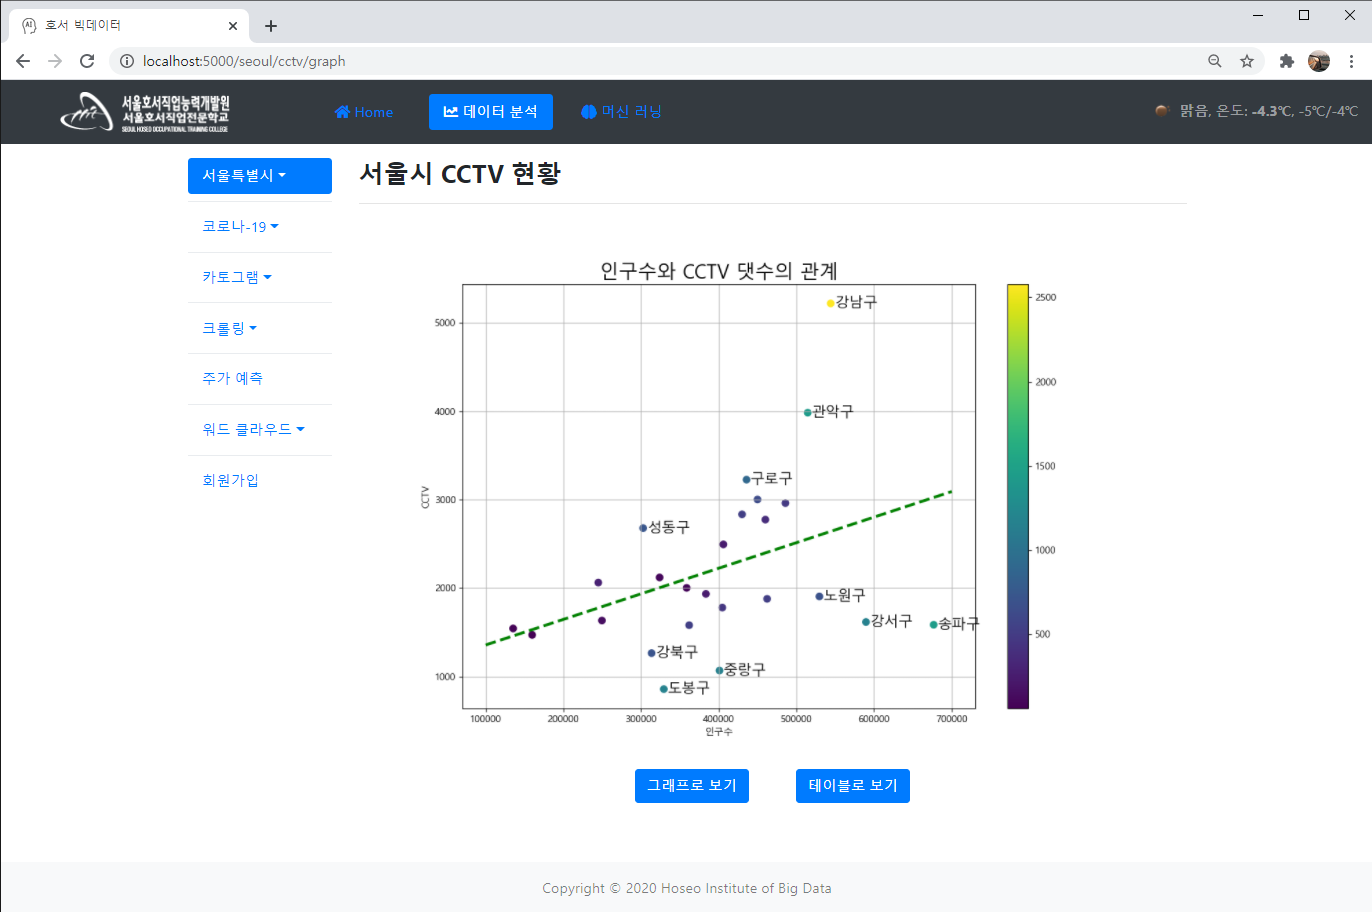 호서 빅데이터
localhost:5000/seoul/cctv/graph
서울호서직업능력개발원
서울호서직업전문학교
SEOUL HOSEO OCCUPATIONAL TRAINING COLLEGE
Home
데이터 분석
머신 러닝
맑음, 온도: -4.3℃, -5℃/-4℃
서울특별시
코로나-19
카토그램
크롤링
주가 예측
워드 클라우드
회원가입
서울시 CCTV 현황
인구수와 CCTV 댓수의 관계
강남구
관악구
구로구
성동구
노원구
강서구
송파구
강북구
중랑구
도봉구
5000
4000
3000
2000
1000
CCTV
100000 200000 300000 400000 500000 600000 700000
인구수
2500
2000
1500
1000
500
그래프로 보기
테이블로 보기
Copyright © 2020 Hoseo Institute of Big Data